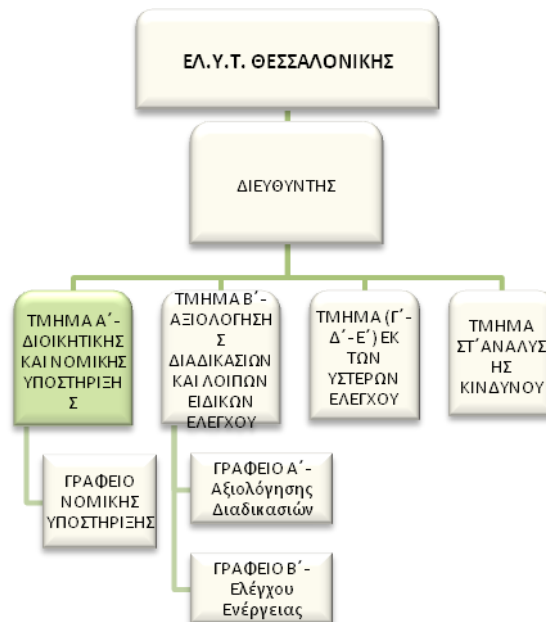 ΕΛ.Υ.Τ. ΘΕΣΣΑΛΟΝΙΚΗΣ
ΔΙΕΥΘΥΝΤΗΣ
ΤΜΗΜΑ Α΄-
ΔΙΟΙΚΗΤΙΚΗΣ
ΚΑΙ ΝΟΜΙΚΗΣ
ΥΠΟΣΤΗΡΙΞΗ
Σ
ΤΜΗΜΑ Β΄-
ΑΞΙΟΛΟΓΗΣΗ
Σ
ΔΙΑΔΙΚΑΣΙΩΝ
ΚΑΙ ΛΟΙΠΩΝ
ΕΙΔΙΚΩΝ
ΕΛΕΓΧΟΥ
ΤΜΗΜΑ (Γ΄-
Δ΄-Ε΄) ΕΚ
ΤΩΝ
ΥΣΤΕΡΩΝ
ΕΛΕΓΧΟΥ
ΤΜΗΜΑ
ΣΤ΄ΑΝΑΛΥΣ
ΗΣ
ΚΙΝΔΥΝΟΥ
ΓΡΑΦΕΙΟ
ΝΟΜΙΚΗΣ
ΥΠΟΣΤΗΡΙΞΗΣ
ΓΡΑΦΕΙΟ Α΄-
Αξιολόγησης
Διαδικασιών
ΓΡΑΦΕΙΟ Β΄-
Ελέγχου
Ενέργειας